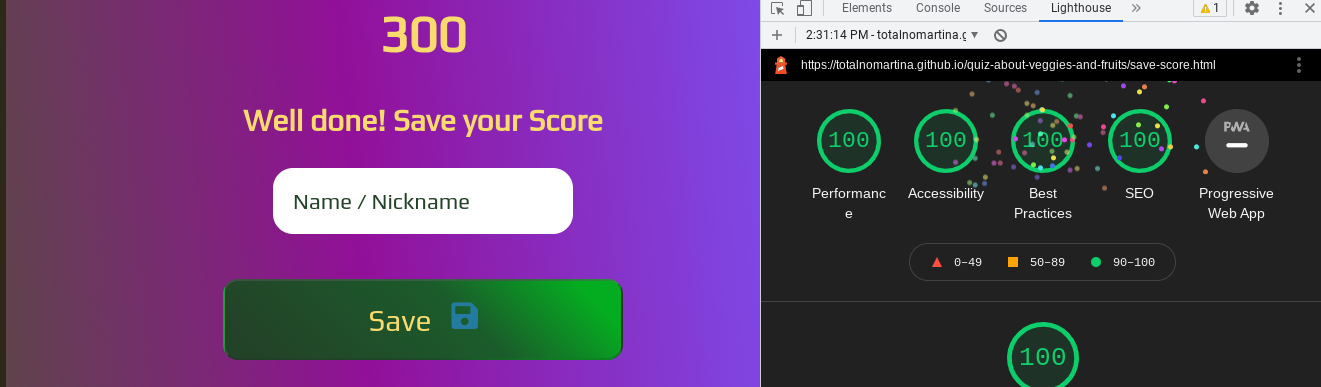 300
Well done! Save your Score
Name / Nickname
Save
Elements Console Sources Lighthouse » 1
2:31:14 PM - totalnomartina.g
https://totalnomartina.github.io/quiz-about-veggies-and-fruits/save-score.html
100 100 100 100 PWA
Performanc Accessibility Best SEO Progressive
e Practices Web App
0–49 50–89 90–100
100